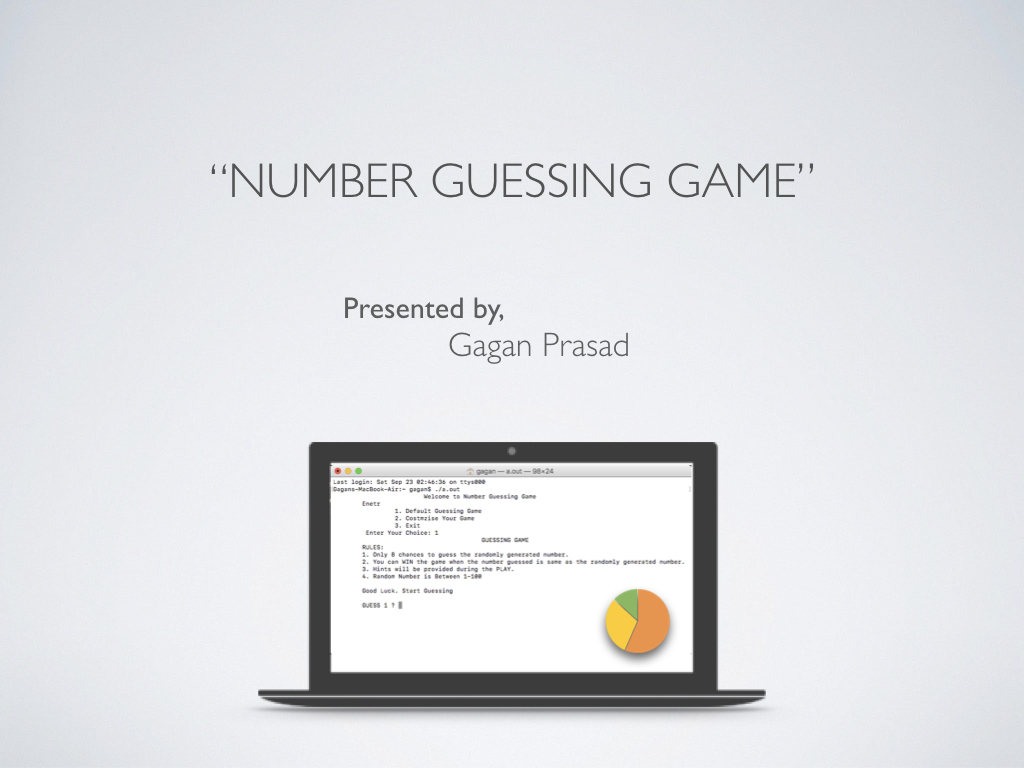 “NUMBER GUESSING GAME”
Presented by,
Gagan Prasad
gagan — a.out — 98×24
Last login: Sat Sep 23 02:46:36 on ttys000
Gagans-MacBook-Air:~ gagan$ ./a.out
Welcome to Number Guessing Game
Enetr
1. Default Guessing Game
2. Costmzise Your Game
3. Exit
Enter Your Choice: 1
GUESSING GAME
RULES:
1. Only 8 chances to guess the randomly generated number.
2. You can WIN the game when the number guessed is same as the randomly generated number.
3. Hints will be provided during the PLAY.
4. Random Number is Between 1-100
Good Luck. Start Guessing
GUESS 1 ?